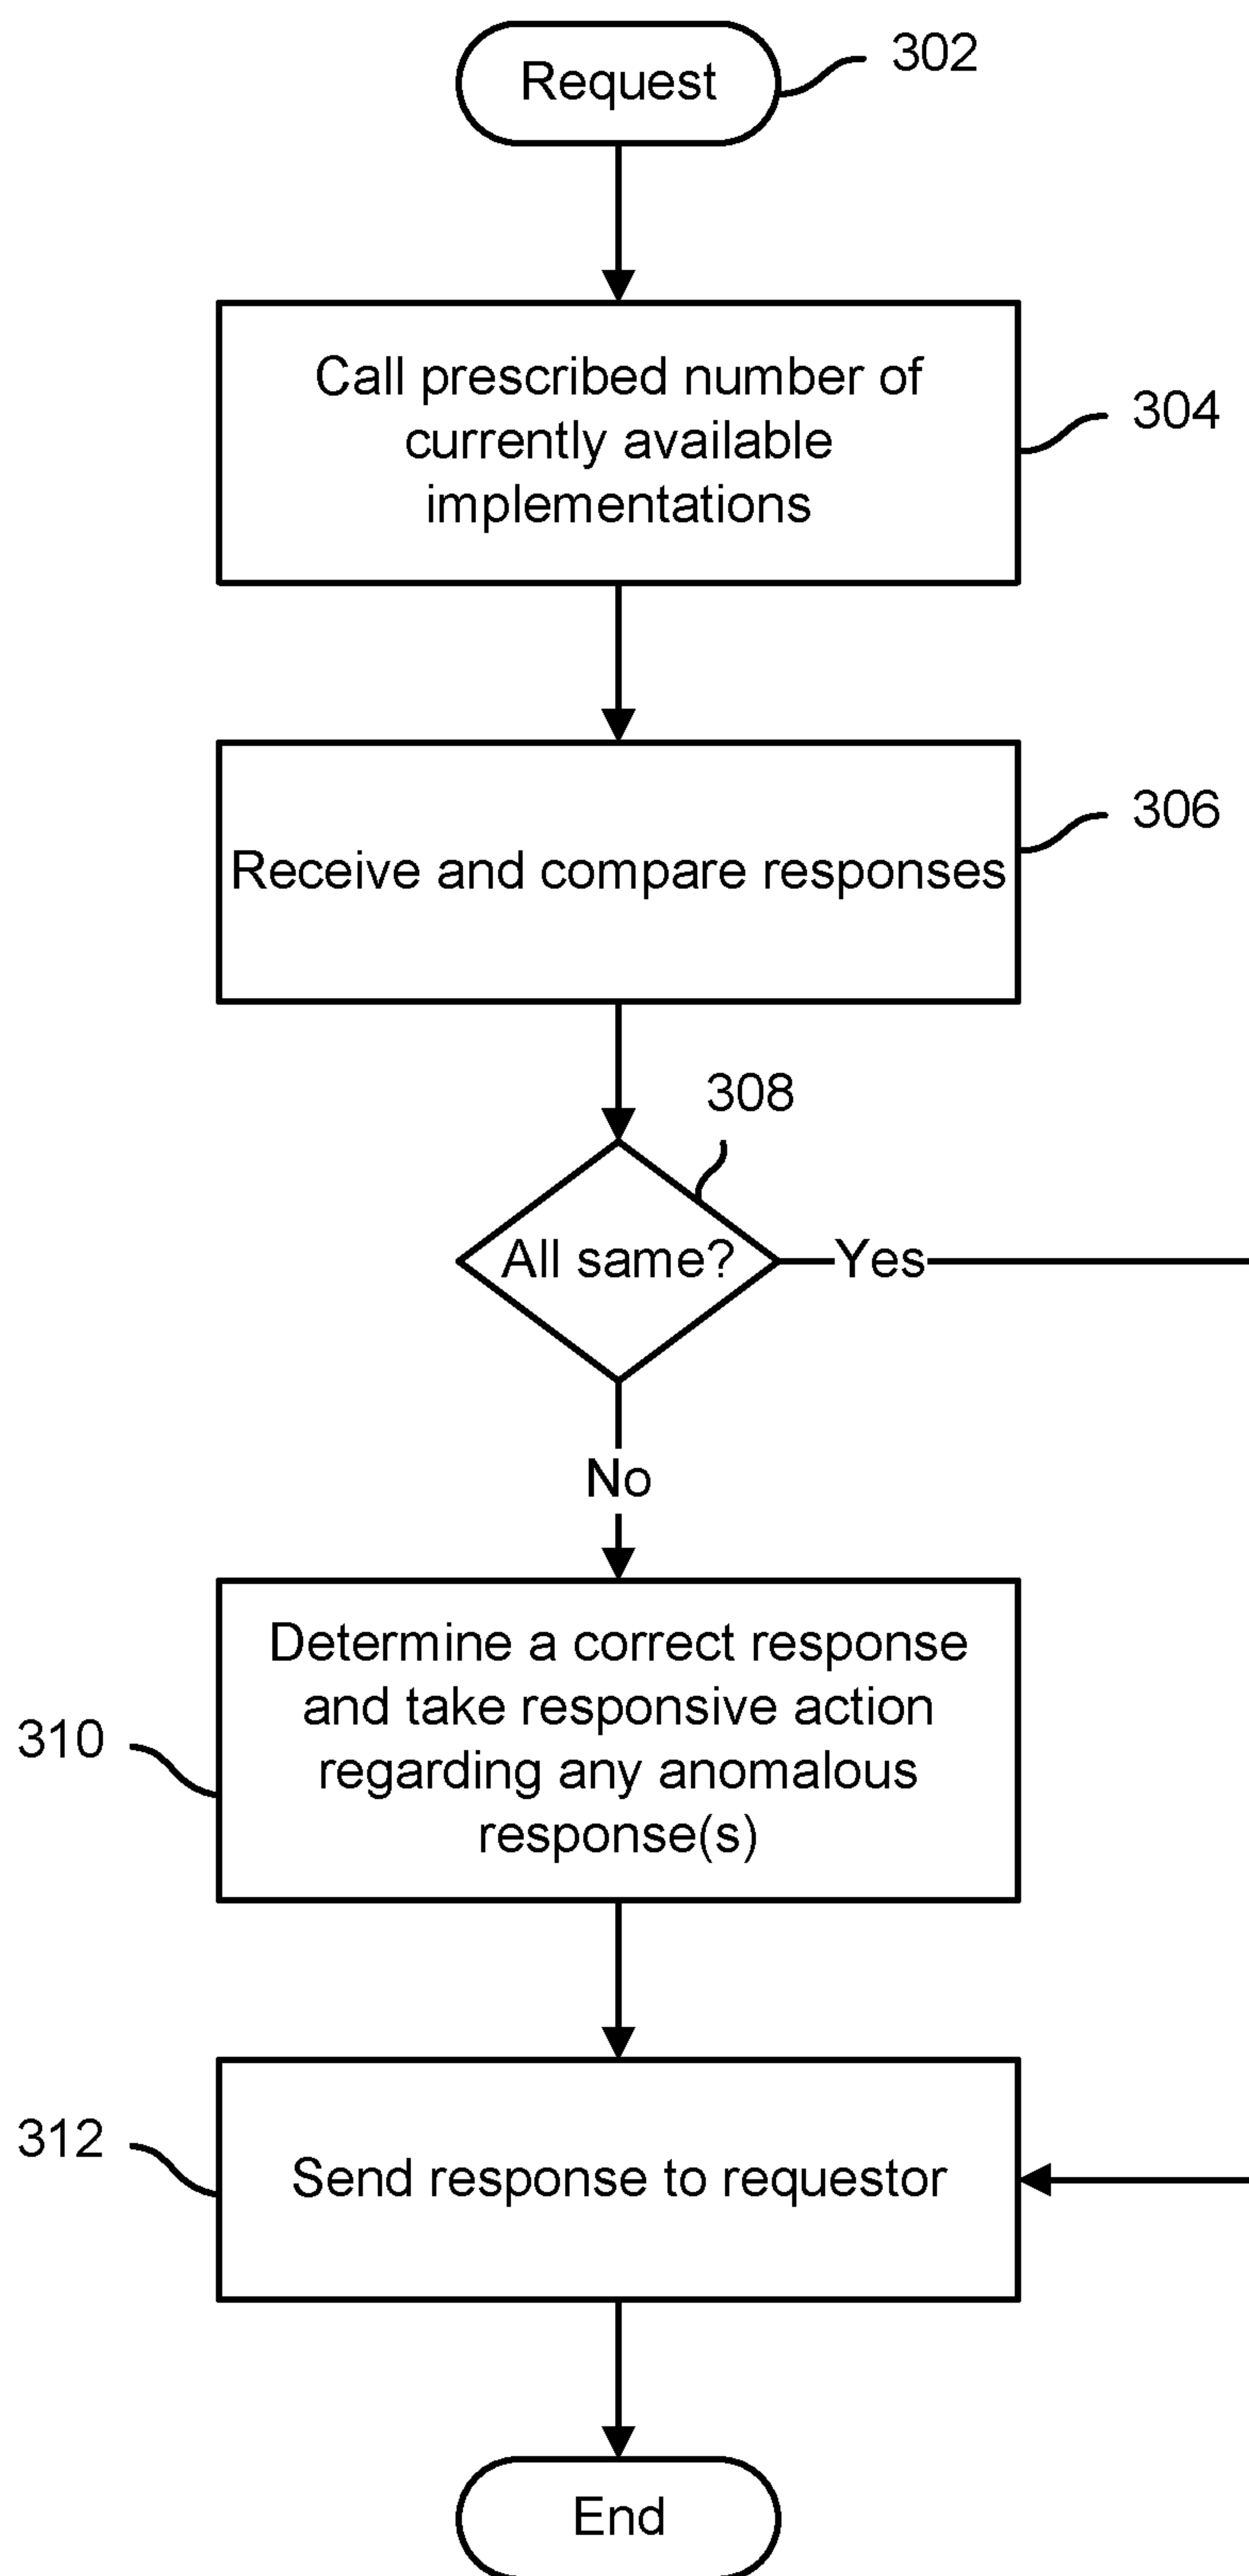 Request
302
Call prescribed number of
currently available
implementations
304
Receive and compare responses
306
308
All same?
Yes
No
Determine a correct response
and take responsive action
regarding any anomalous
response(s)
310
Send response to requestor
312
End